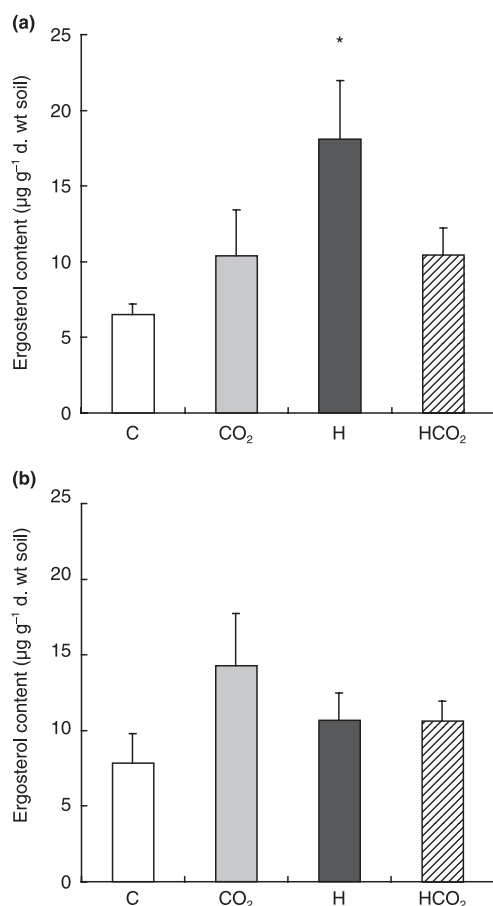 (a)
25
*
20
15
10
5
0
Ergosterol content (µg g⁻¹ d. wt soil)
C CO₂ H HCO₂
(b)
25
20
15
10
5
0
Ergosterol content (µg g⁻¹ d. wt soil)
C CO₂ H HCO₂